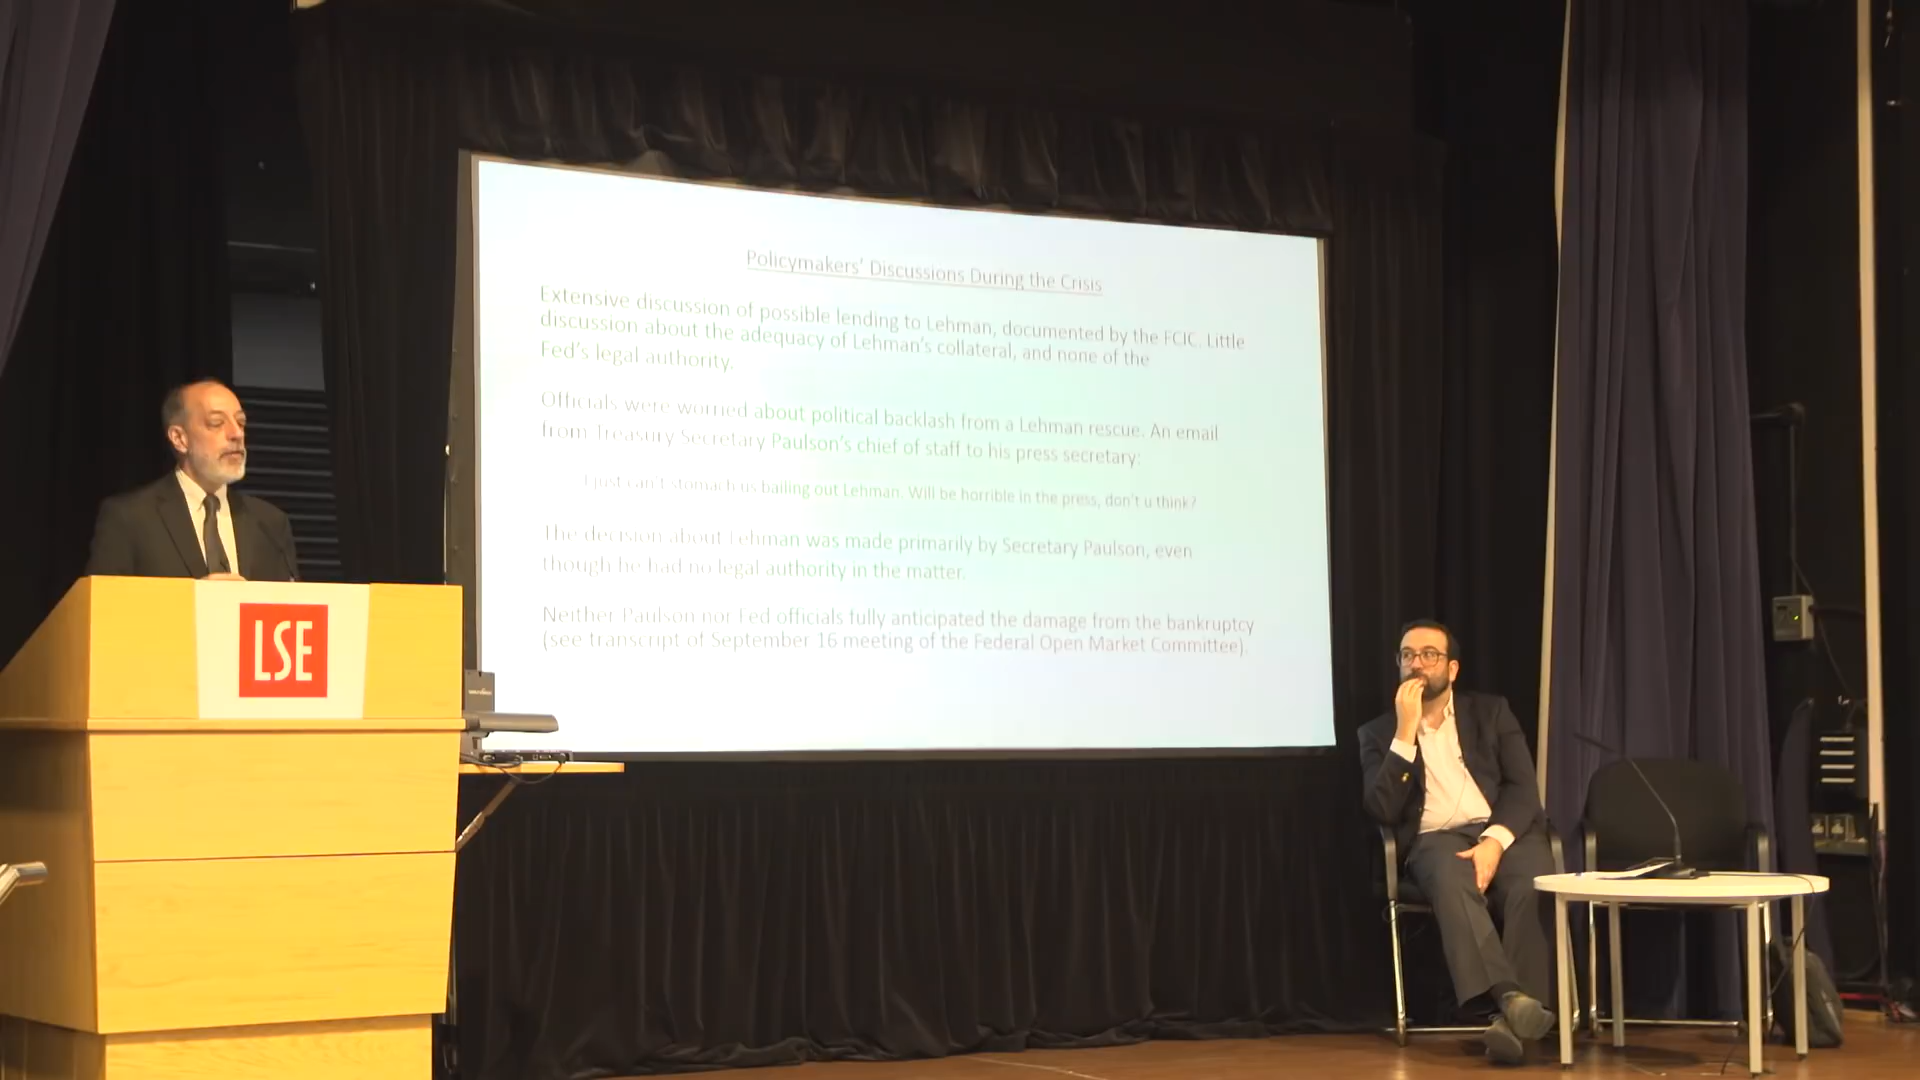 Policymakers' Discussions During the Crisis
Extensive discussion of possible lending to Lehman, documented by the FCIC. Little
discussion about the adequacy of Lehman's collateral, and none of the
Fed's legal authority.
Officials were worried about political backlash from a Lehman rescue. An email
from Treasury Secretary Paulson's chief of staff to his press secretary:
I just can't stomach us bailing out Lehman. Will be horrible in the press, don't u think?
The decision about Lehman was made primarily by Secretary Paulson, even
though he had no legal authority in the matter.
Neither Paulson nor Fed officials fully anticipated the damage from the bankruptcy
(see transcript of September 16 meeting of the Federal Open Market Committee).
LSE